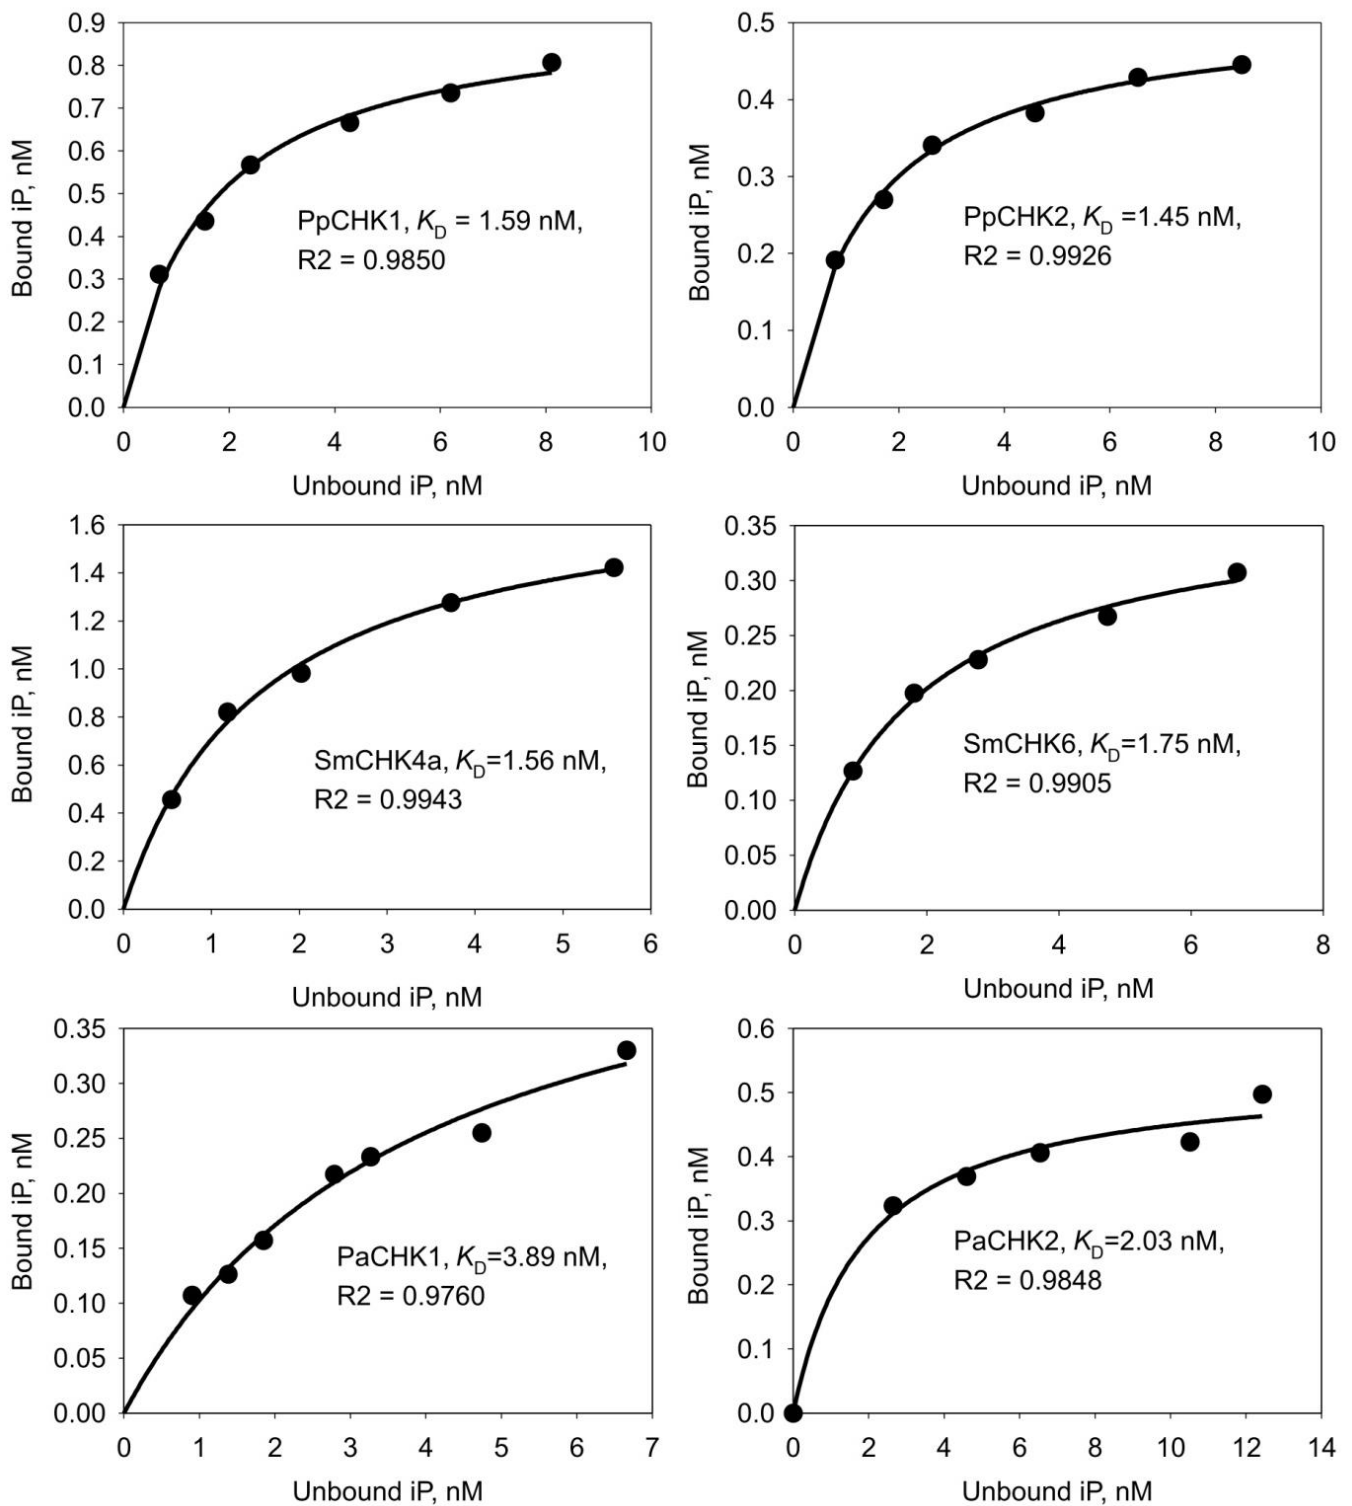 0.9
0.8
0.7
0.6
0.5
0.4
0.3
0.2
0.1
0.0
Bound iP, nM
PpCHK1, KD = 1.59 nM,
R2 = 0.9850
0 2 4 6 8 10
Unbound iP, nM
0.5
0.4
0.3
0.2
0.1
0.0
Bound iP, nM
PpCHK2, KD =1.45 nM,
R2 = 0.9926
0 2 4 6 8 10
Unbound iP, nM
1.6
1.4
1.2
1.0
0.8
0.6
0.4
0.2
0.0
Bound iP, nM
SmCHK4a, KD=1.56 nM,
R2 = 0.9943
0 1 2 3 4 5 6
Unbound iP, nM
0.35
0.30
0.25
0.20
0.15
0.10
0.05
0.00
Bound iP, nM
SmCHK6, KD=1.75 nM,
R2 = 0.9905
0 2 4 6 8
Unbound iP, nM
0.35
0.30
0.25
0.20
0.15
0.10
0.05
0.00
Bound iP, nM
PaCHK1, KD=3.89 nM,
R2 = 0.9760
0 1 2 3 4 5 6 7
Unbound iP, nM
0.6
0.5
0.4
0.3
0.2
0.1
0.0
Bound iP, nM
PaCHK2, KD=2.03 nM,
R2 = 0.9848
0 2 4 6 8 10 12 14
Unbound iP, nM